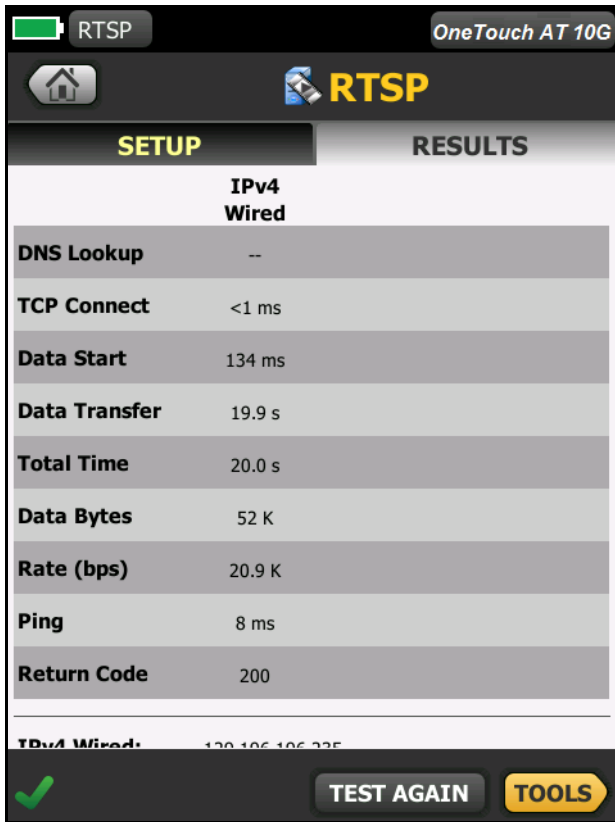 RTSP
OneTouch AT 10G
RTSP
SETUP
RESULTS
IPv4
Wired
DNS Lookup --
TCP Connect <1 ms
Data Start 134 ms
Data Transfer 19.9 s
Total Time 20.0 s
Data Bytes 52 K
Rate (bps) 20.9 K
Ping 8 ms
Return Code 200
IPv4 Wired:
TEST AGAIN
TOOLS